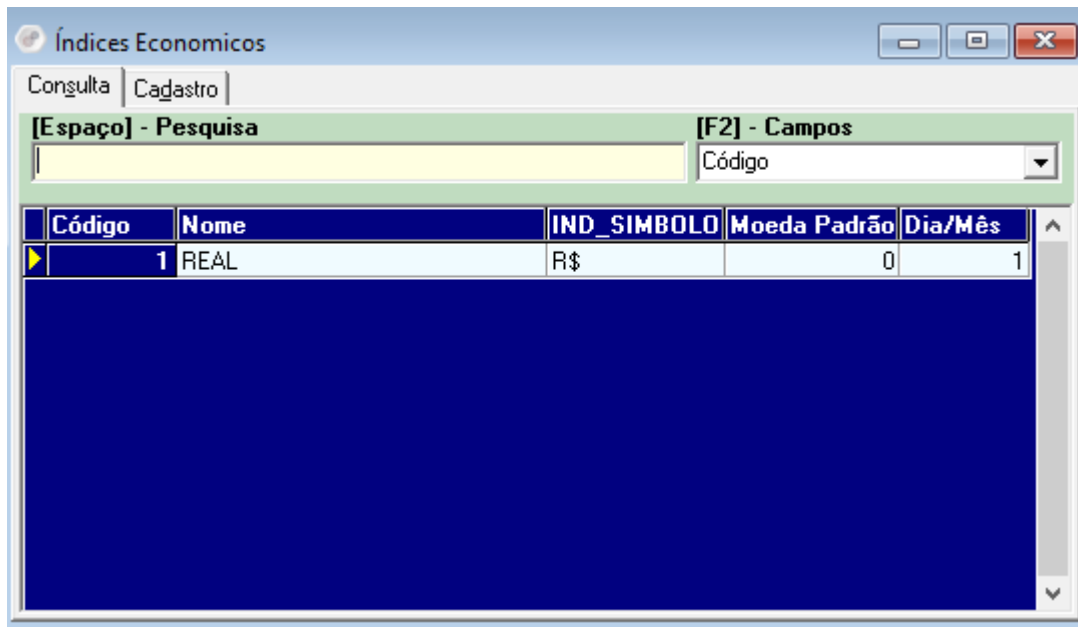 Índices Economicos
Consulta Cadastro
[Espaço] - Pesquisa [F2] - Campos
Código
Código Nome IND_SIMBOLO Moeda Padrão Dia/Mês
1 REAL R$ 0 1